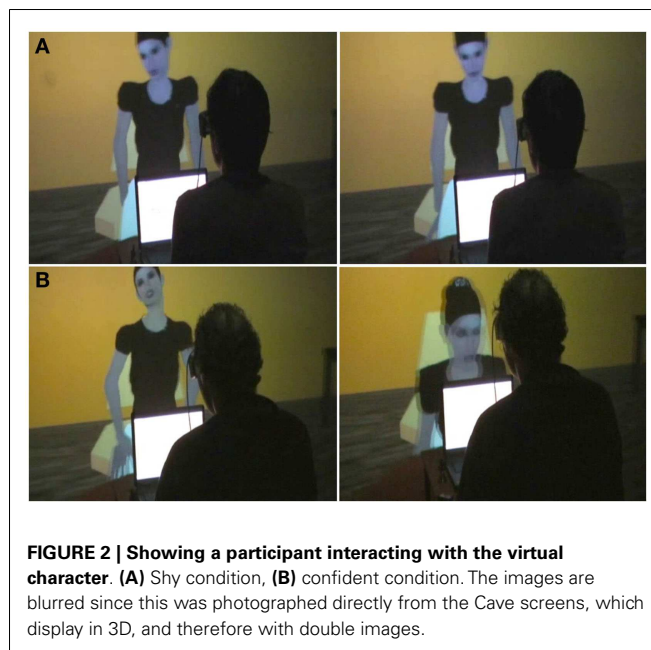 A
B
FIGURE 2 | Showing a participant interacting with the virtual
character. (A) Shy condition, (B) confident condition. The images are
blurred since this was photographed directly from the Cave screens, which
display in 3D, and therefore with double images.